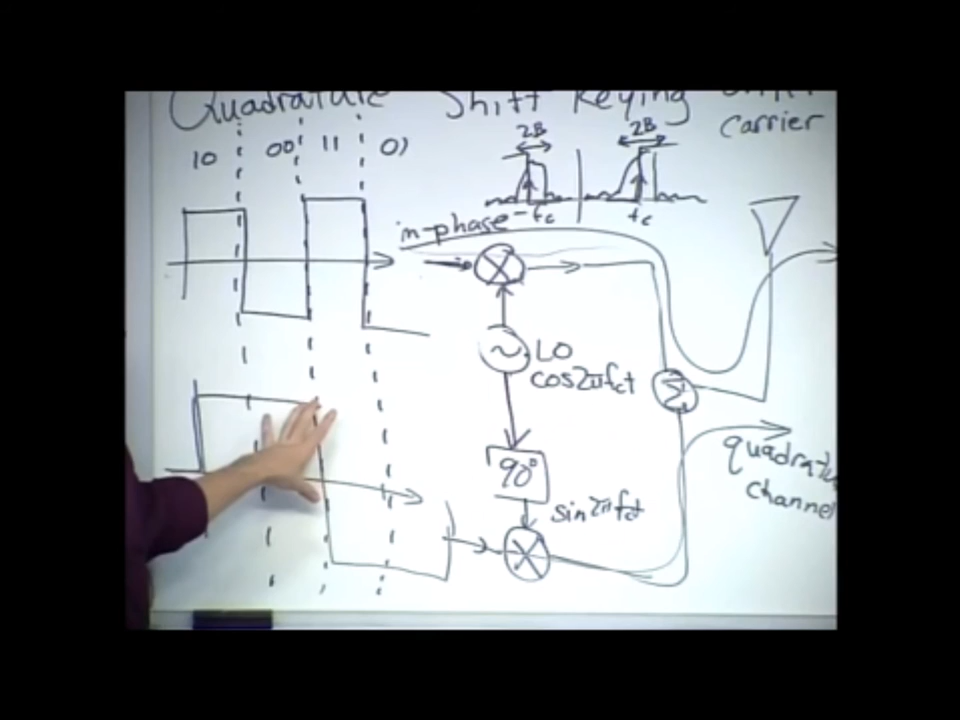 Quadrature Shift Keying
carrier
10 00 11 01
2B 2B
-fc fc
in-phase
LO
cos2πfct
Σ
90°
sin2πfct
quadratu
channel